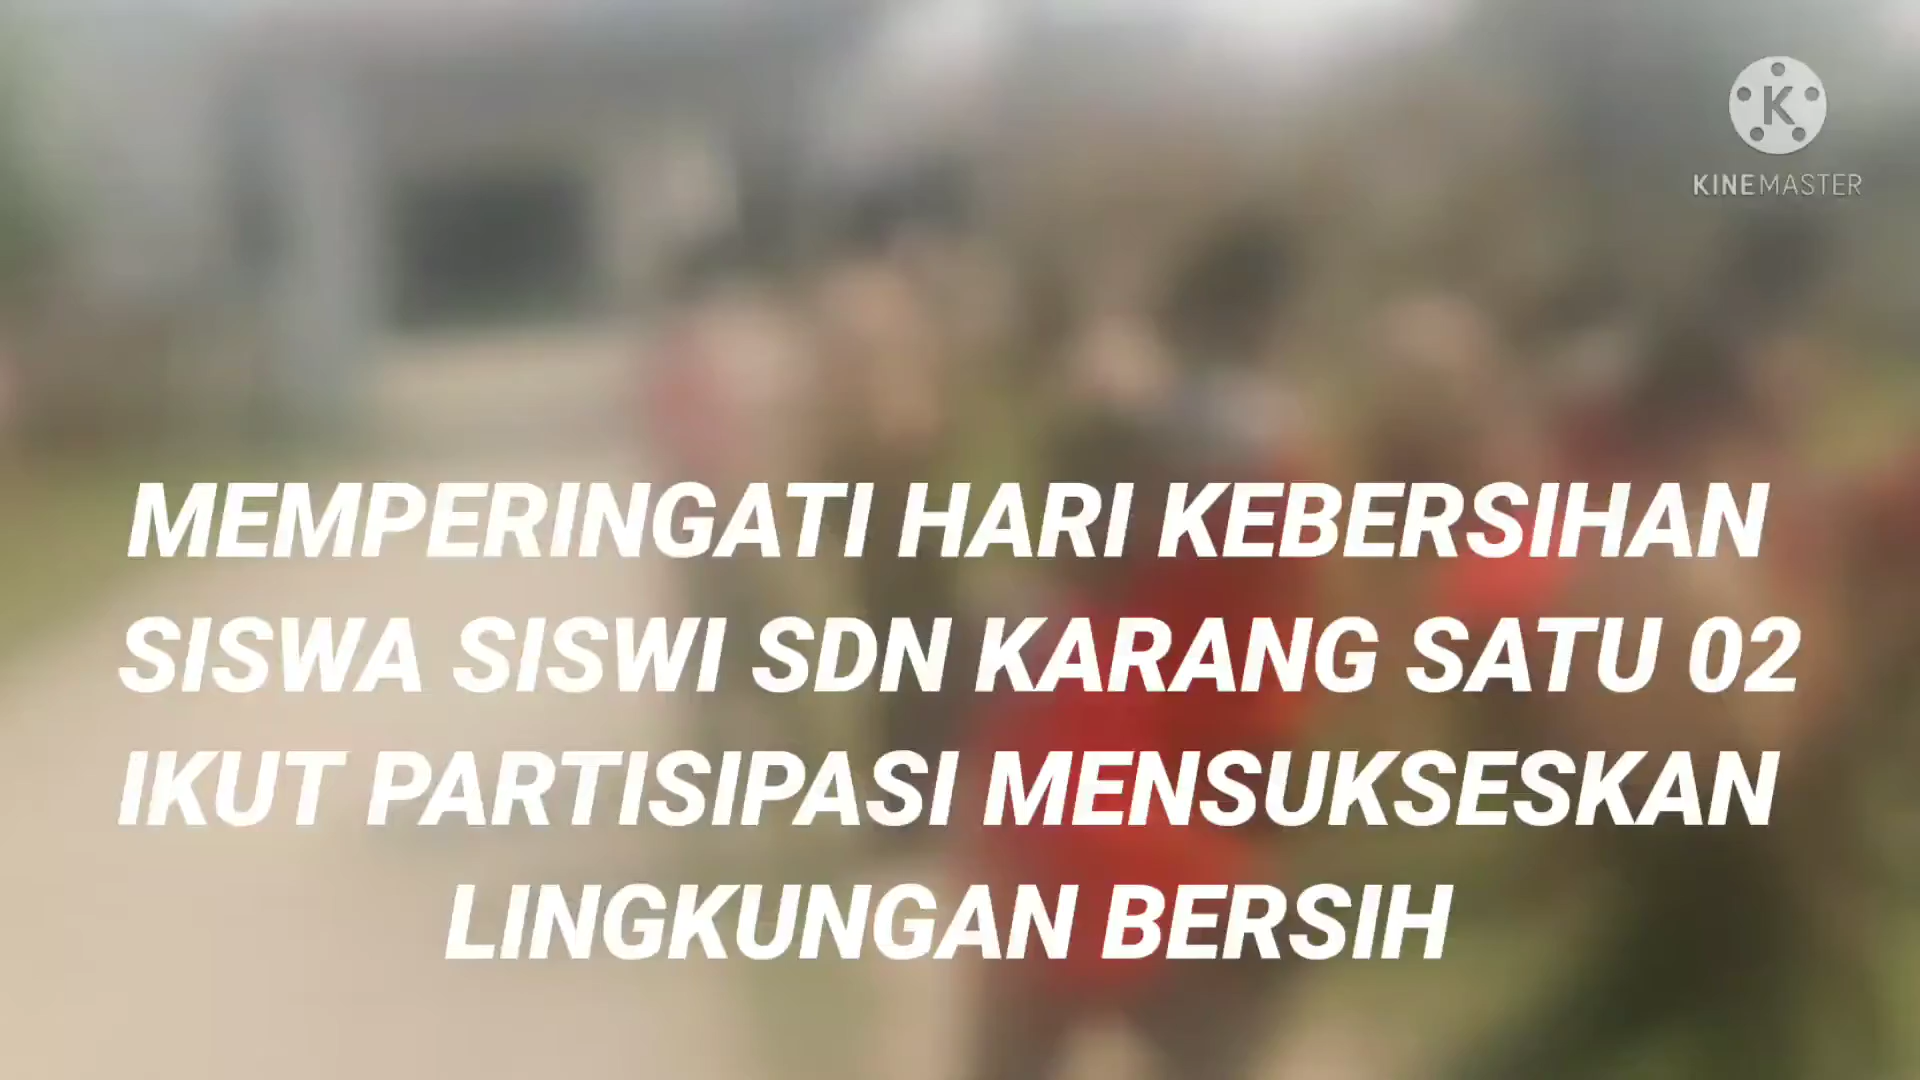 K
KINEMASTER
MEMPERINGATI HARI KEBERSIHAN
SISWA SISWI SDN KARANG SATU 02
IKUT PARTISIPASI MENSUKSESKAN
LINGKUNGAN BERSIH